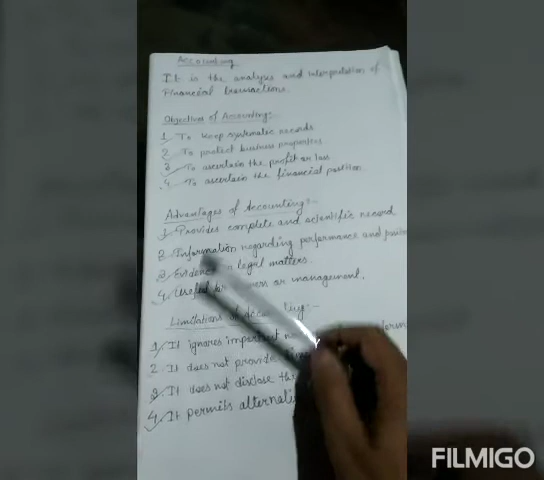 Accounting
It is the analysis and interpretation of
Financial transactions.
Objectives of Accounting:-
1 To keep systematic records
2 To protect business properties
3 To ascertain the profit or loss
4. To ascertain the financial position.
Advantages of Accounting:-
1 Provides complete and scientific record
2 Information regarding performance and
3 Evidence in legal matters.
4 Useful for or management.
Limitations of Accounting:-
1 It ignores important
2. It does not provide
3. It does not disclose
4. It permits
FILMIGO